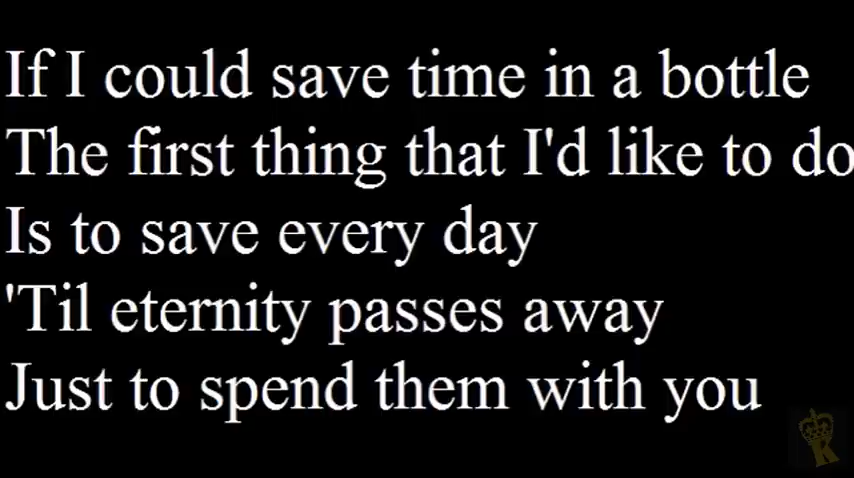 If I could save time in a bottle
The first thing that I'd like to do
Is to save every day
'Til eternity passes away
Just to spend them with you
K